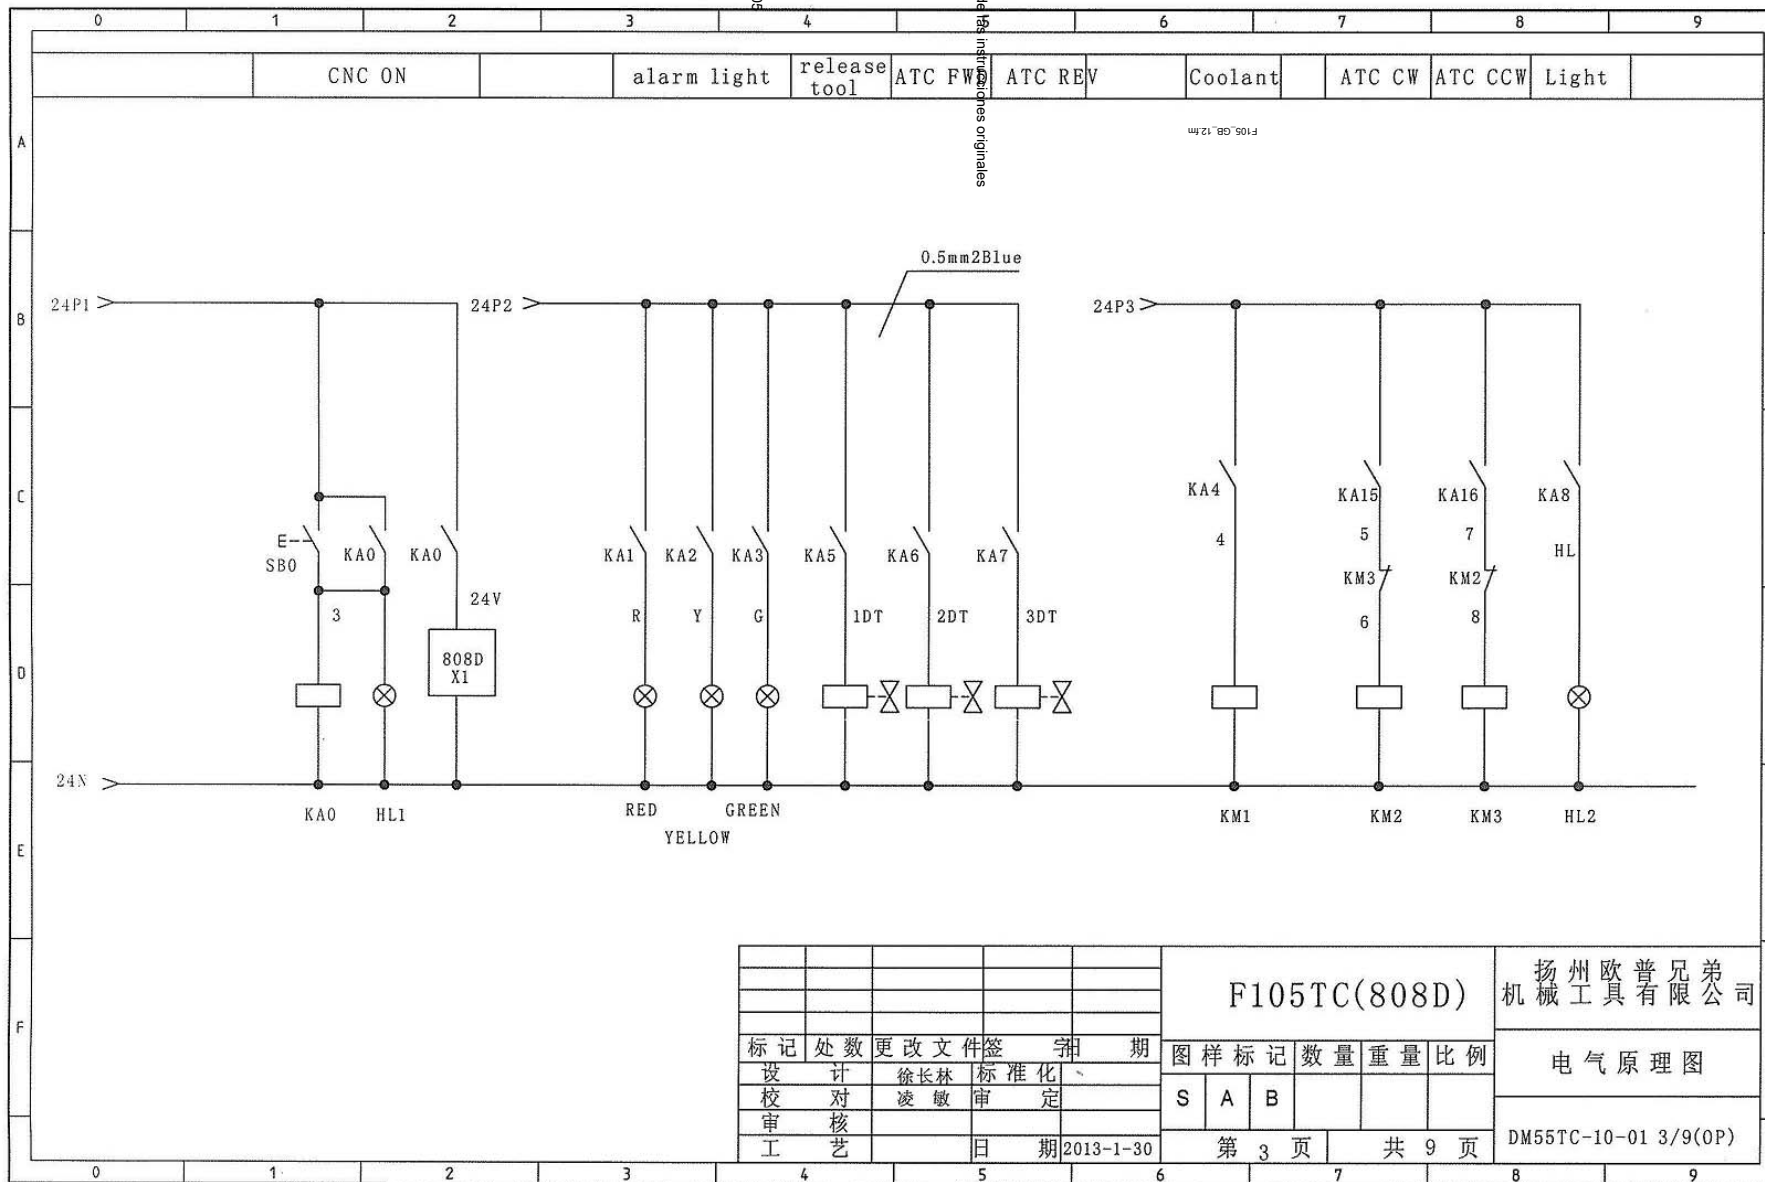 0 1 2 3 4 5 6 7 8 9
05
de las instrucciones originales
CNC ON
alarm light
release
tool
ATC FWD
ATC REV
Coolant
ATC CW
ATC CCW
Light
A
F105_GB_12.fm
0.5mm2Blue
B
24P1
24P2
24P3
C
KA4
KA15
KA16
KA8
4
5
7
HL
E
SB0
KA0
KA0
KA1
KA2
KA3
KA5
KA6
KA7
KM3
KM2
3
24V
R
Y
G
1DT
2DT
3DT
6
8
D
808D
X1
24N
KA0
HL1
RED
YELLOW
GREEN
KM1
KM2
KM3
HL2
E
F
F105TC(808D)
扬州欧普兄弟
机械工具有限公司
标记 处数 更改文件 签 字 日 期
图样标记 数量 重量 比例
电气原理图
设 计 徐长林 标准化
校 对 凌敏 审 定
S A B
审 核
工 艺 日 期 2013-1-30
第 3 页 共 9 页
DM55TC-10-01 3/9(OP)
0 1 2 3 4 5 6 7 8 9